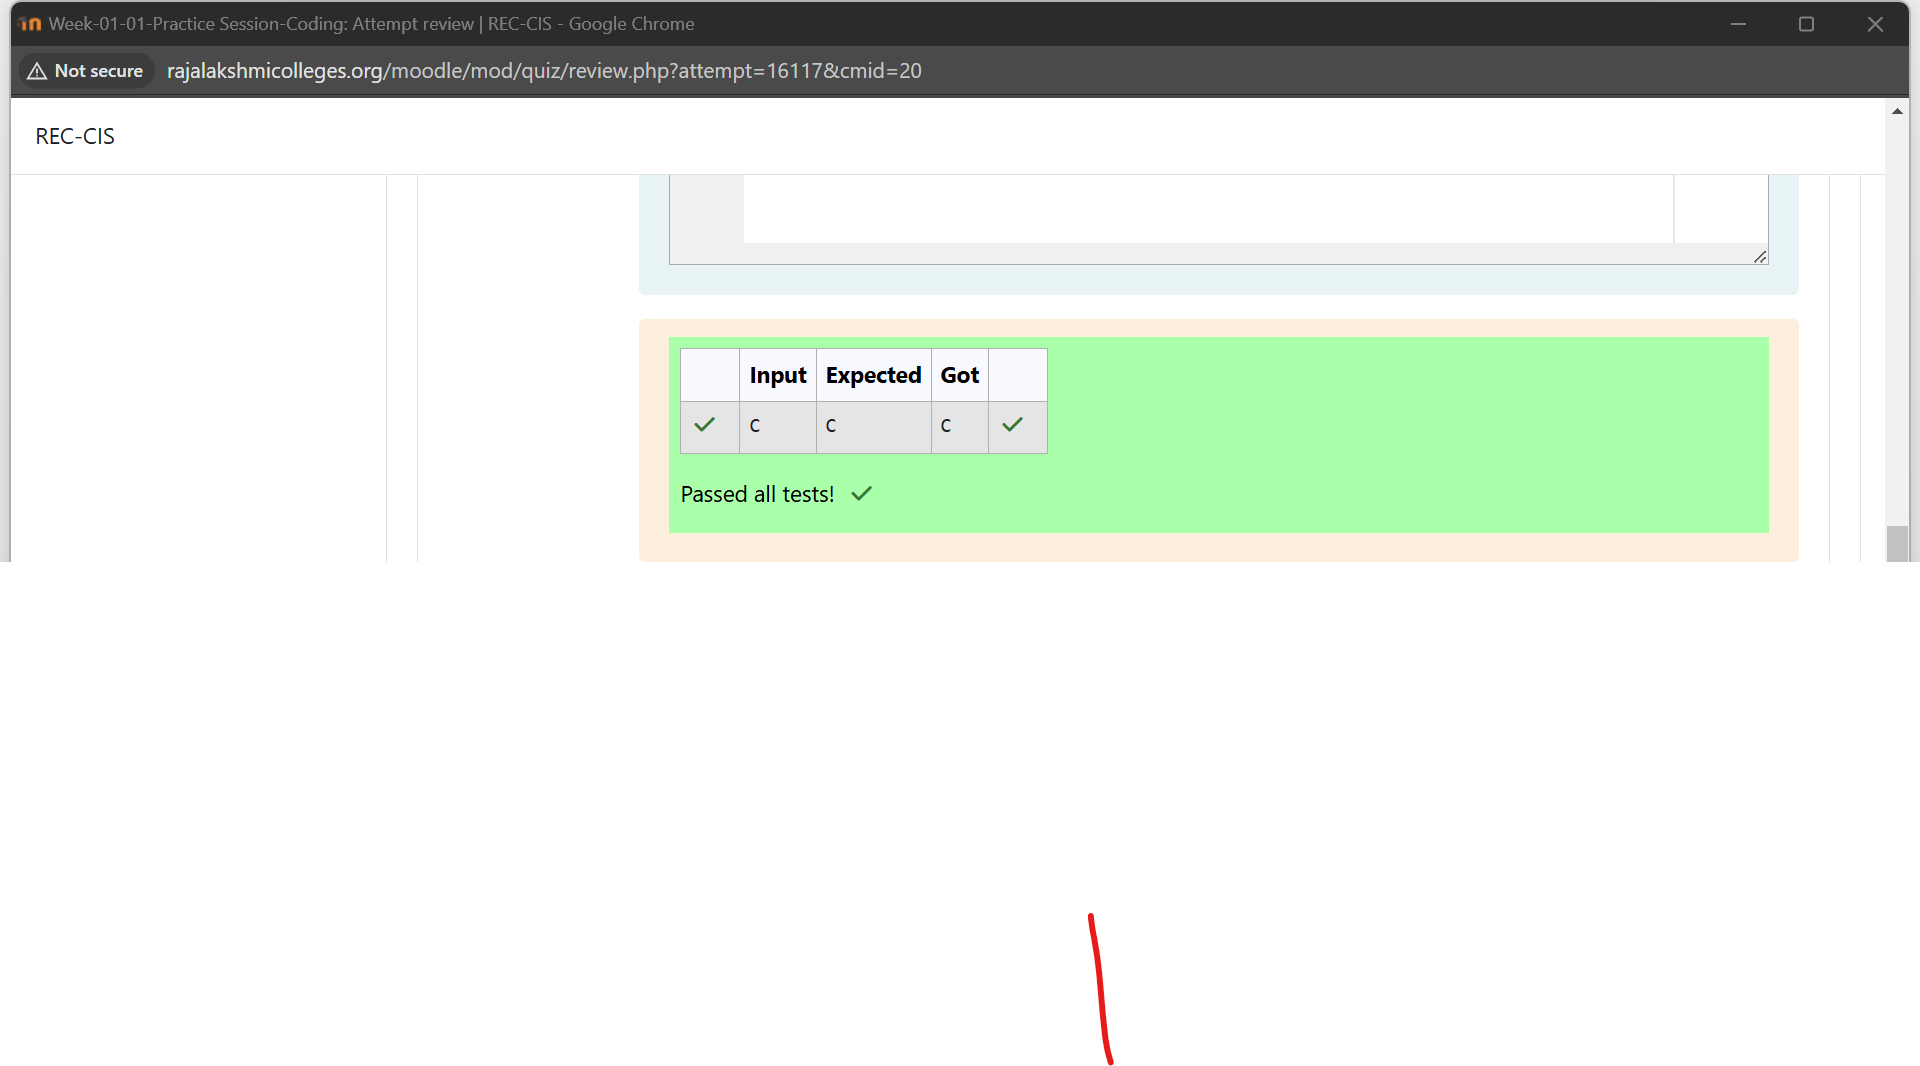 Week-01-01-Practice Session-Coding: Attempt review | REC-CIS - Google Chrome
Not secure rajalakshmicolleges.org/moodle/mod/quiz/review.php?attempt=16117&cmid=20
REC-CIS
Input Expected Got
C C C
Passed all tests!